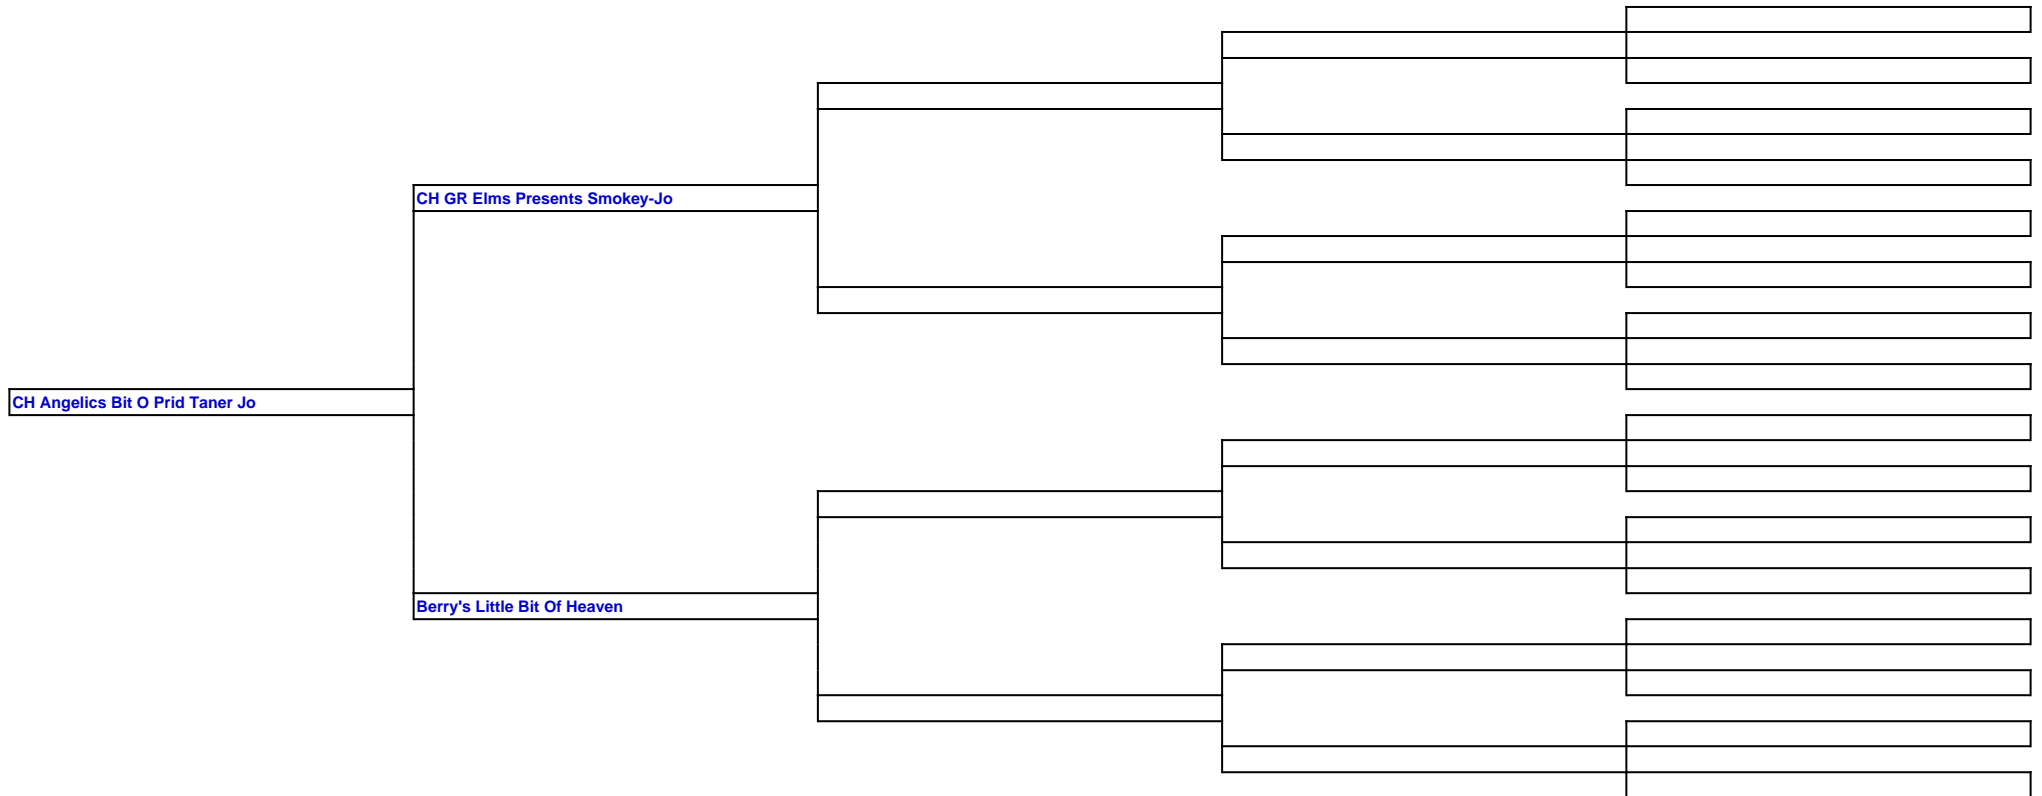 CH GR Elms Presents Smokey-Jo
CH Angelics Bit O Prid Taner Jo
Berry's Little Bit Of Heaven